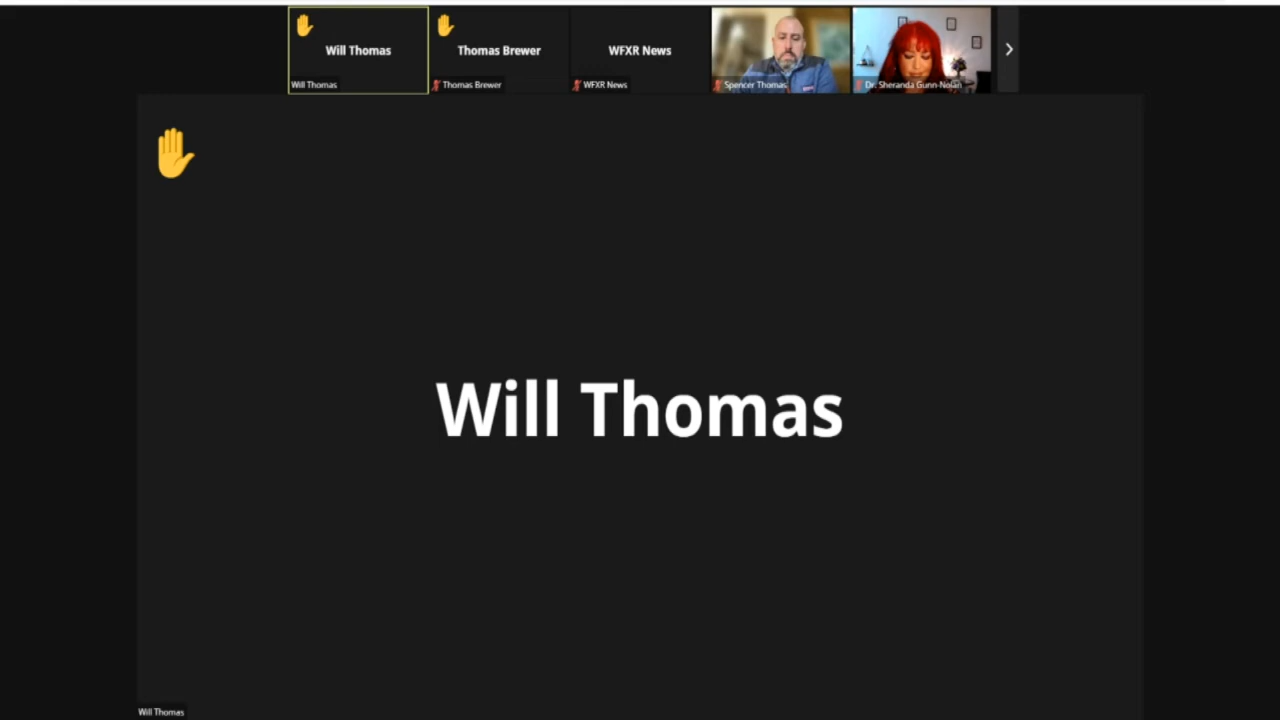 Will Thomas
Thomas Brewer
WFXR News
Will Thomas
Thomas Brewer
WFXR News
Spencer Thomas
Dr. Sheranda Gunn-Nolan
Will Thomas
Will Thomas